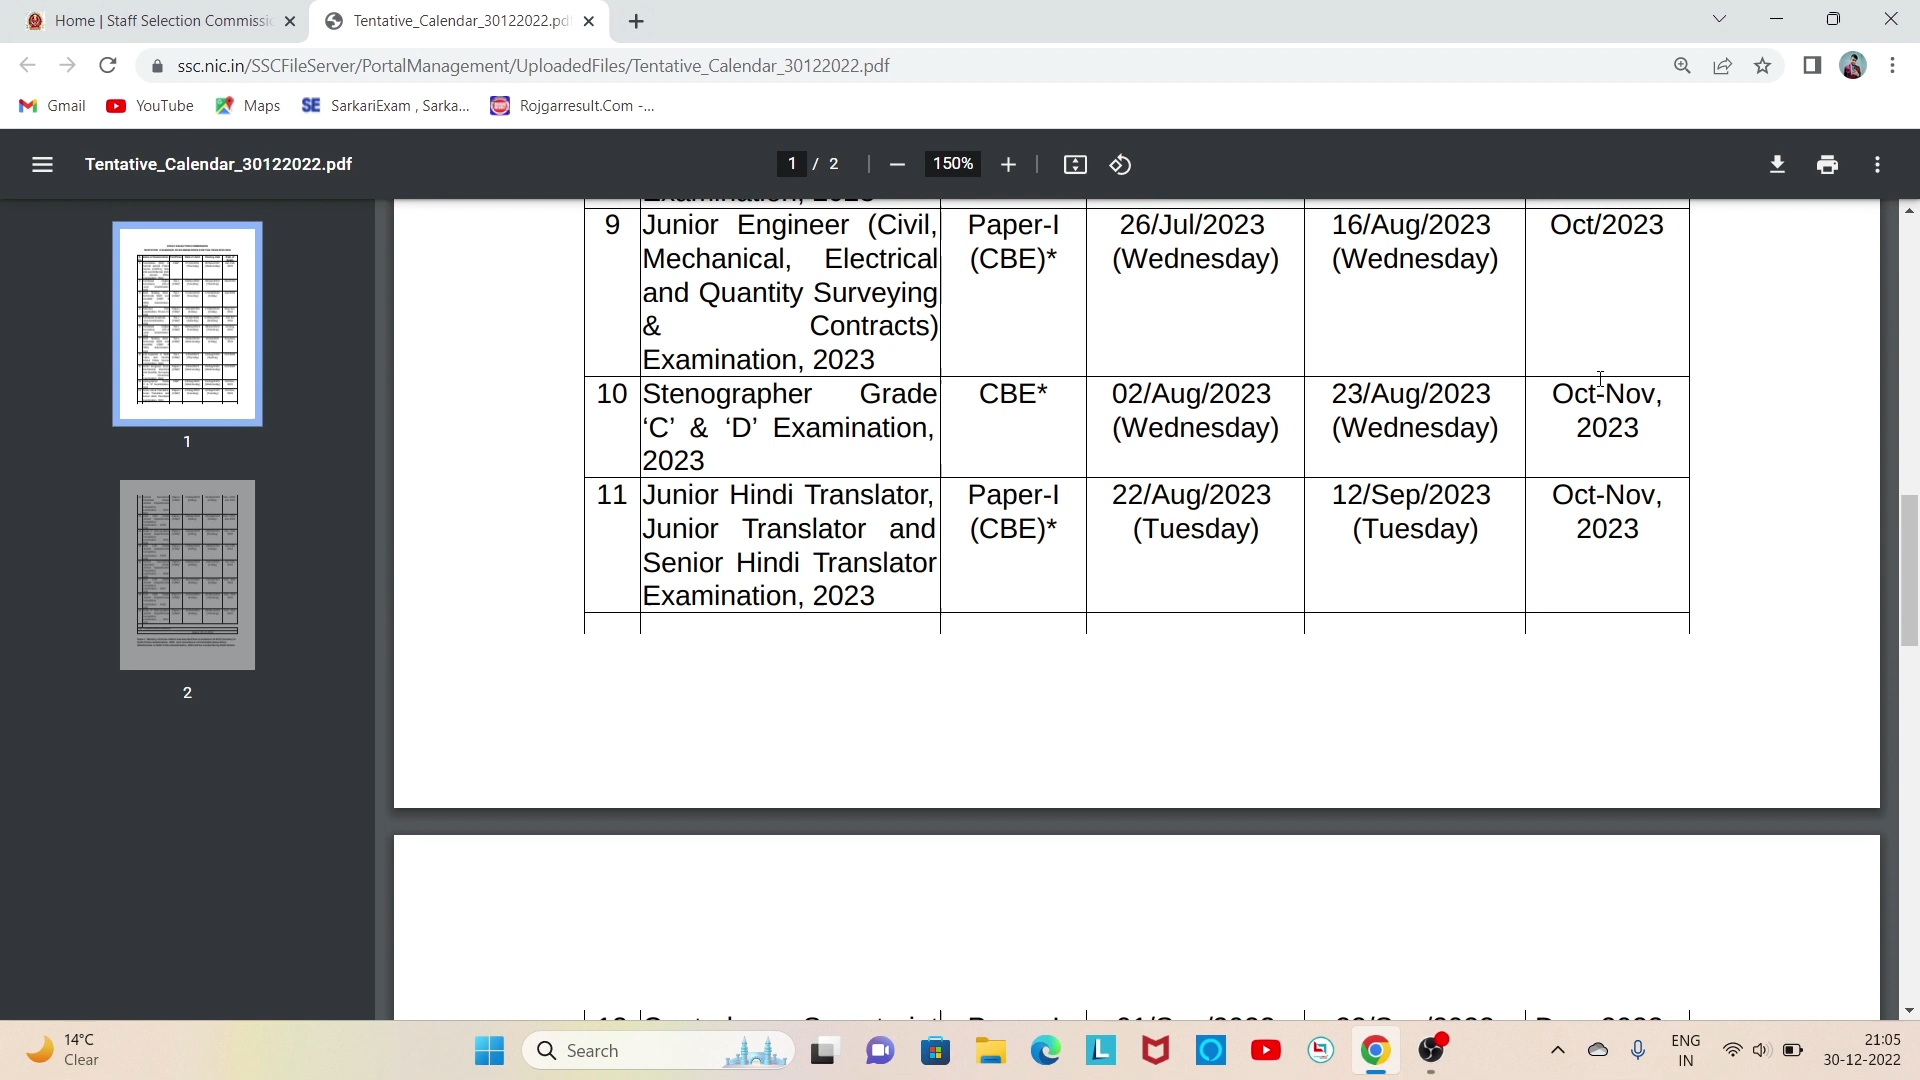 Home | Staff Selection Commissi
Tentative_Calendar_30122022.pd
ssc.nic.in/SSCFileServer/PortalManagement/UploadedFiles/Tentative_Calendar_30122022.pdf
Gmail YouTube Maps SE SarkariExam , Sarka... Rojgarresult.Com -...
Tentative_Calendar_30122022.pdf
1 / 2 150%
9 Junior Engineer (Civil, Paper-I 26/Jul/2023 16/Aug/2023 Oct/2023
Mechanical, Electrical (CBE)* (Wednesday) (Wednesday)
and Quantity Surveying
& Contracts)
Examination, 2023
10 Stenographer Grade CBE* 02/Aug/2023 23/Aug/2023 Oct-Nov,
‘C’ & ‘D’ Examination, (Wednesday) (Wednesday) 2023
2023
11 Junior Hindi Translator, Paper-I 22/Aug/2023 12/Sep/2023 Oct-Nov,
Junior Translator and (CBE)* (Tuesday) (Tuesday) 2023
Senior Hindi Translator
Examination, 2023
1
2
14°C
Clear
Search
L
ENG
IN
21:05
30-12-2022